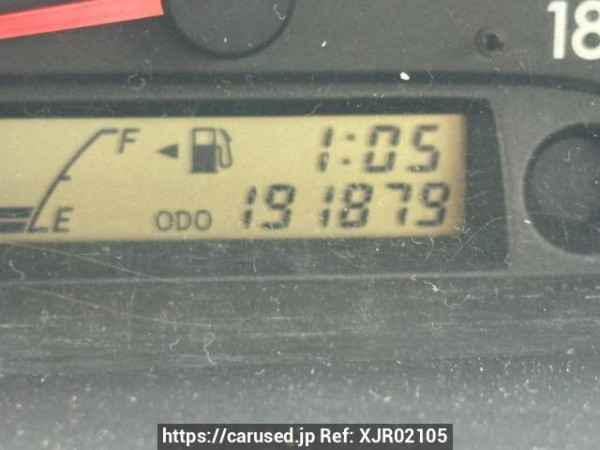 18
F 1:05
E ODO 191879
https://carused.jp Ref: XJR02105